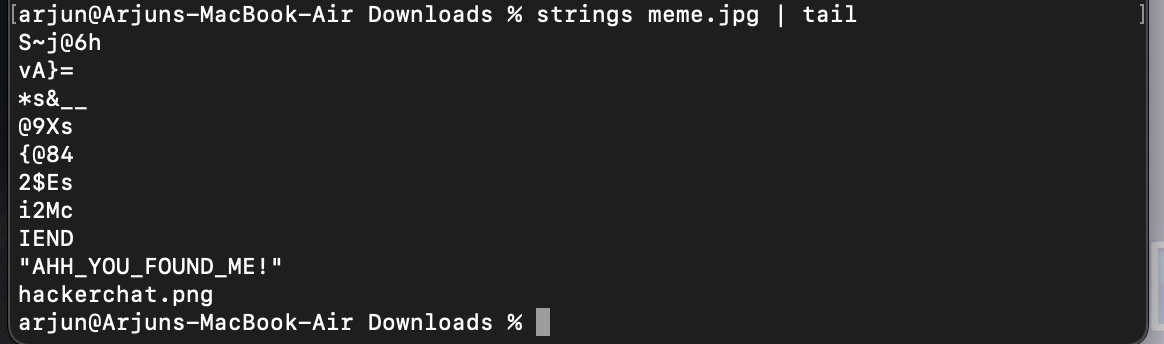 [arjun@Arjuns-MacBook-Air Downloads % strings meme.jpg | tail ]
S~j@6h
vA}=
*s&__
@9Xs
{@84
2$Es
i2Mc
IEND
"AHH_YOU_FOUND_ME!"
hackerchat.png
arjun@Arjuns-MacBook-Air Downloads %